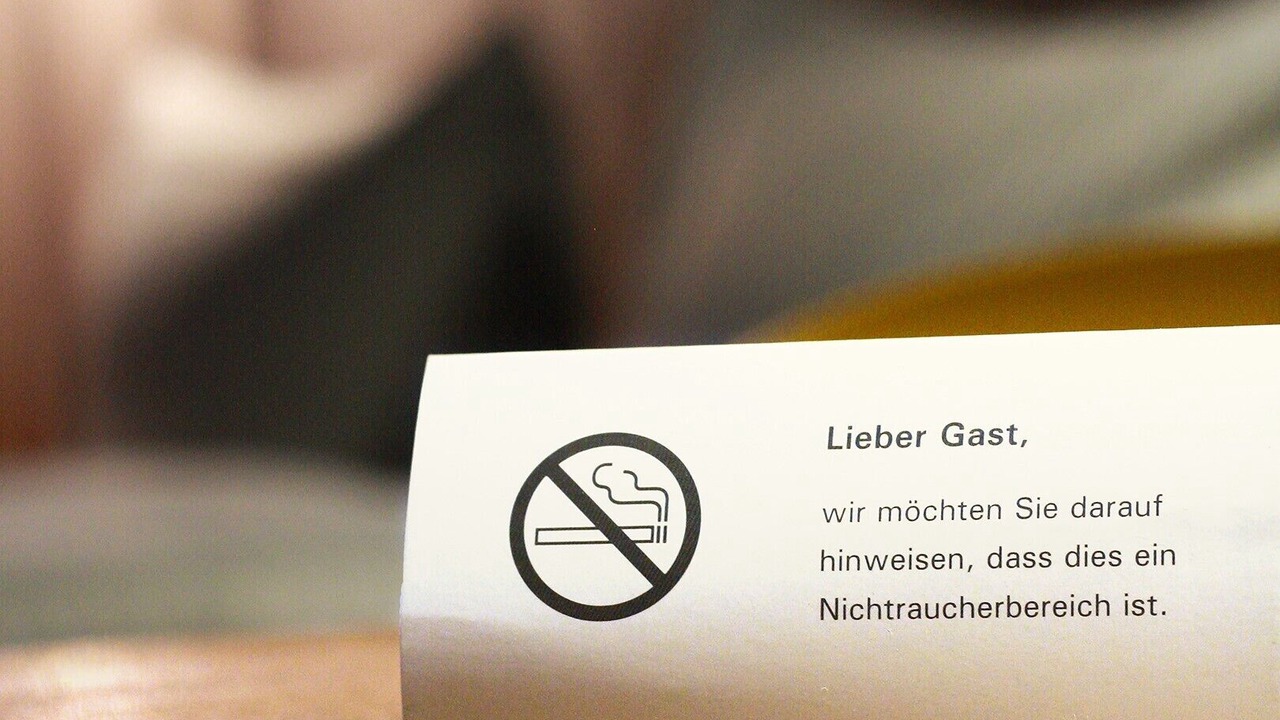 Lieber Gast,
wir möchten Sie darauf
hinweisen, dass dies ein
Nichtraucherbereich ist.